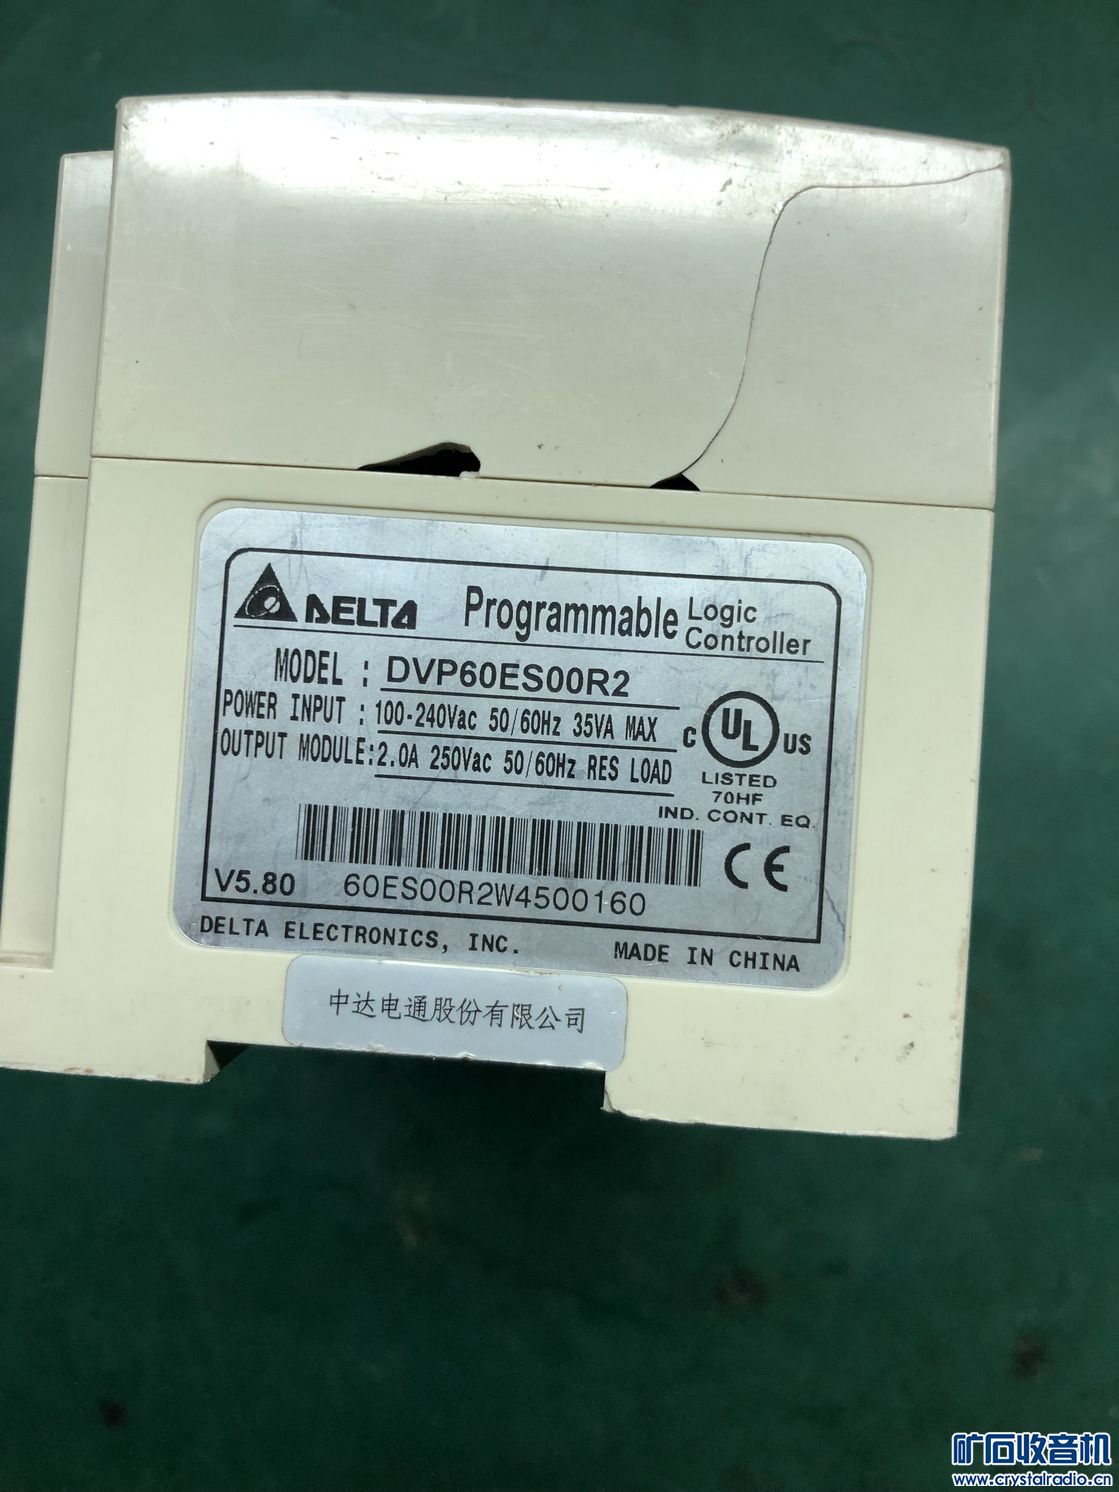 DELTA Programmable Logic Controller
MODEL : DVP60ES00R2
POWER INPUT : 100-240Vac 50/60Hz 35VA MAX
OUTPUT MODULE: 2.0A 250Vac 50/60Hz RES LOAD
C UL US
LISTED
70HF
IND. CONT. EQ.
CE
V5.80 60ES00R2W4500160
DELTA ELECTRONICS, INC. MADE IN CHINA
中达电通股份有限公司
矿石收音机
www.crystalradio.cn